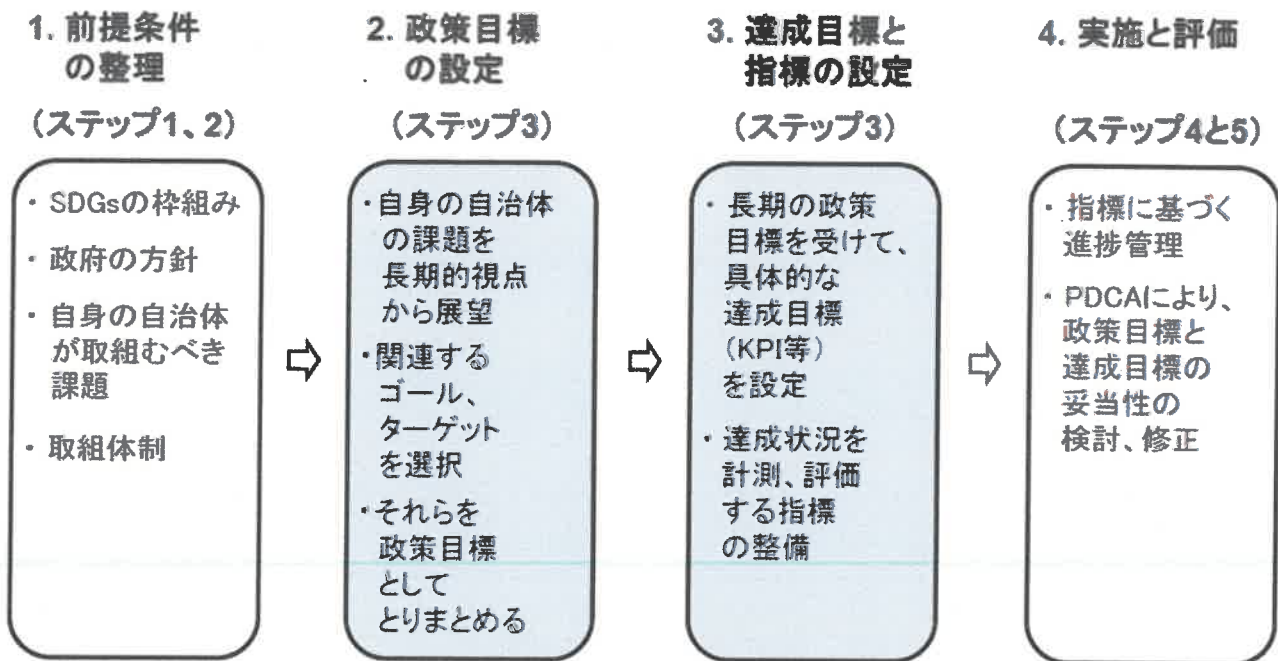 1. 前提条件
の整理
(ステップ1、2)
・SDGsの枠組み
・政府の方針
・自身の自治体
が取組むべき
課題
・取組体制
2. 政策目標
の設定
(ステップ3)
・自身の自治体
の課題を
長期的視点
から展望
・関連する
ゴール、
ターゲット
を選択
・それらを
政策目標
として
とりまとめる
3. 達成目標と
指標の設定
(ステップ3)
・長期の政策
目標を受けて、
具体的な
達成目標
(KPI等)
を設定
・達成状況を
計測、評価
する指標
の整備
4. 実施と評価
(ステップ4と5)
・指標に基づく
進捗管理
・PDCAにより、
政策目標と
達成目標の
妥当性の
検討、修正